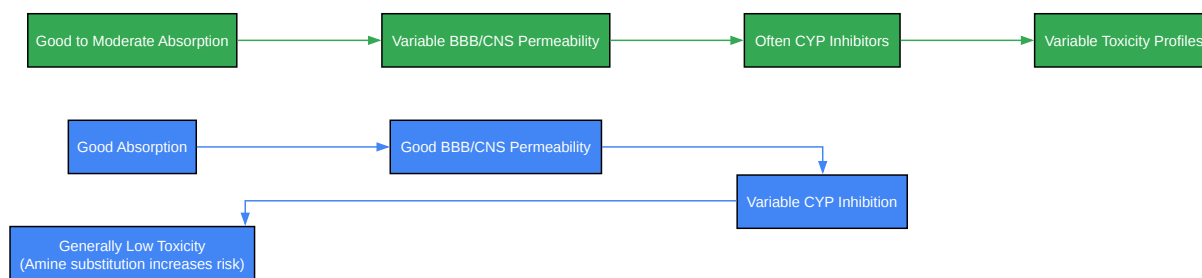 Good to Moderate Absorption
Variable BBB/CNS Permeability
Often CYP Inhibitors
Variable Toxicity Profiles
Good Absorption
Good BBB/CNS Permeability
Variable CYP Inhibition
Generally Low Toxicity
(Amine substitution increases risk)